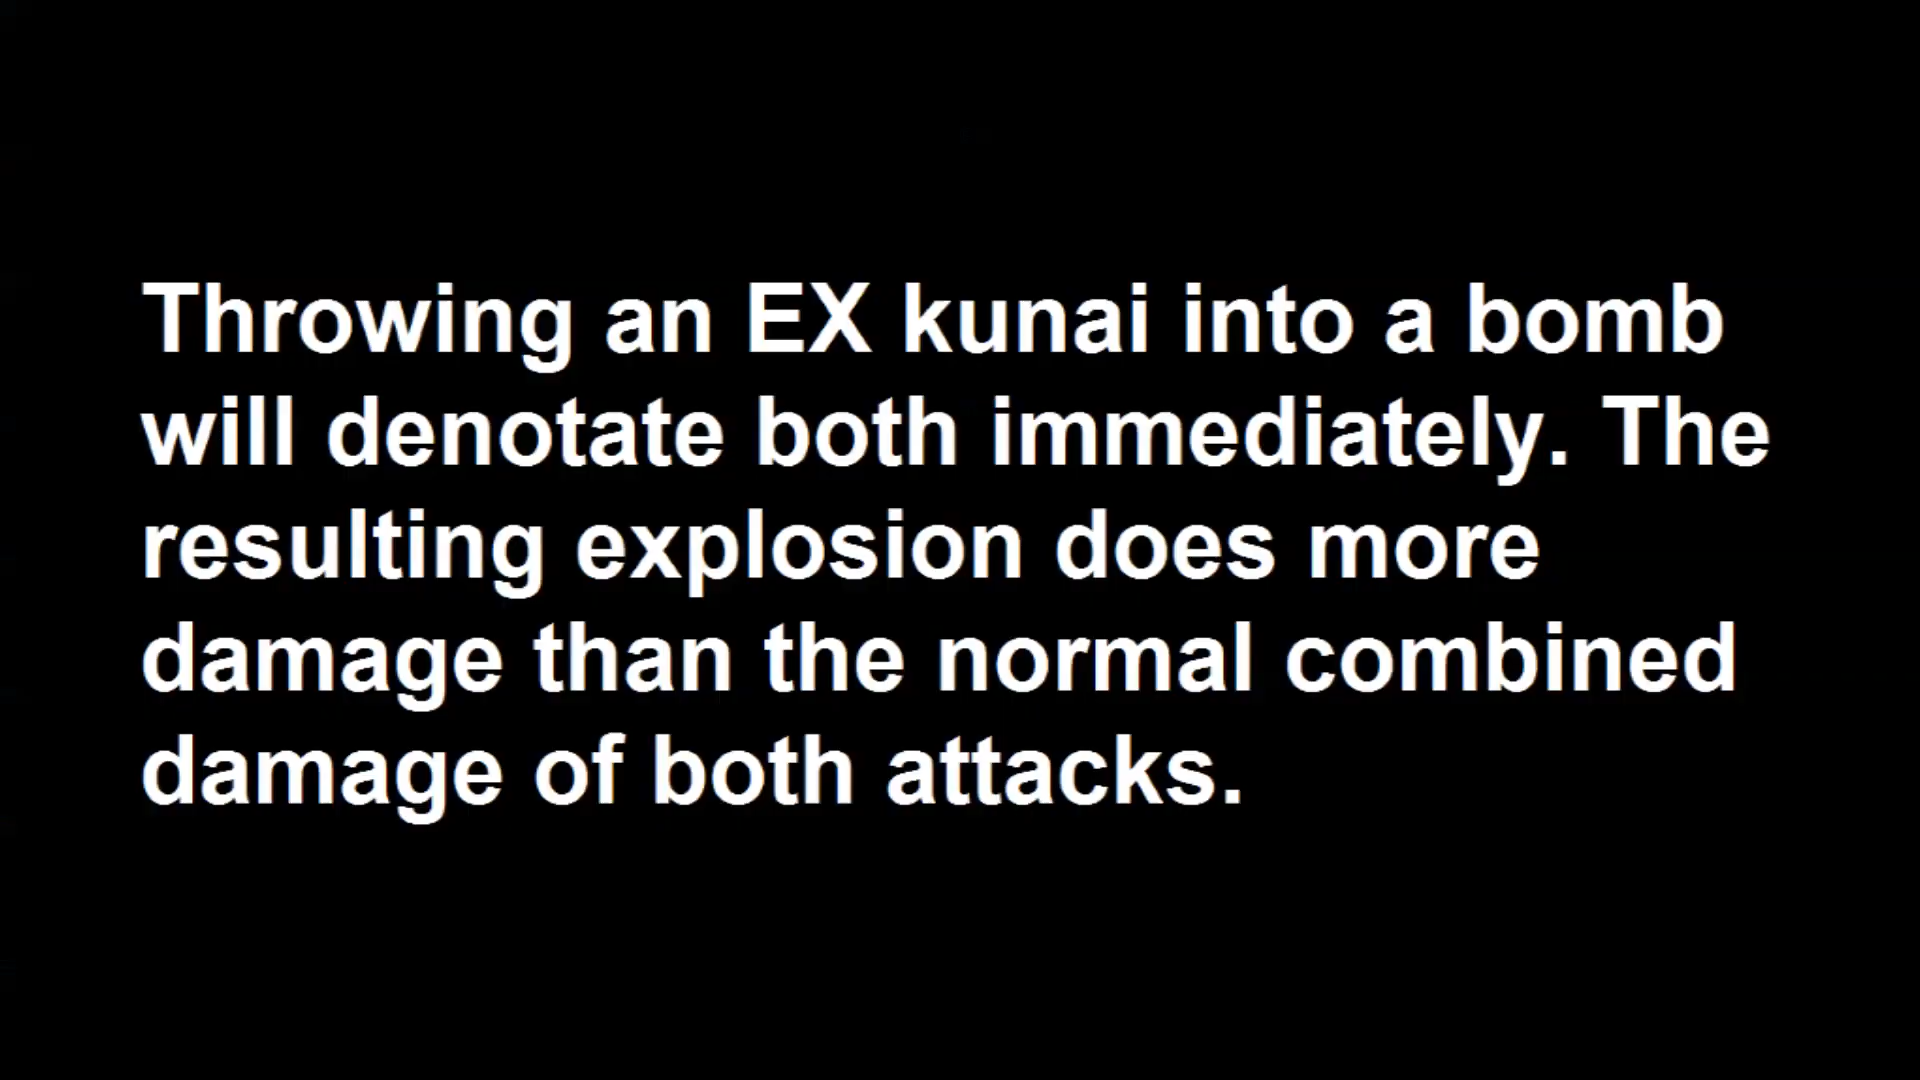 Throwing an EX kunai into a bomb
will denotate both immediately. The
resulting explosion does more
damage than the normal combined
damage of both attacks.